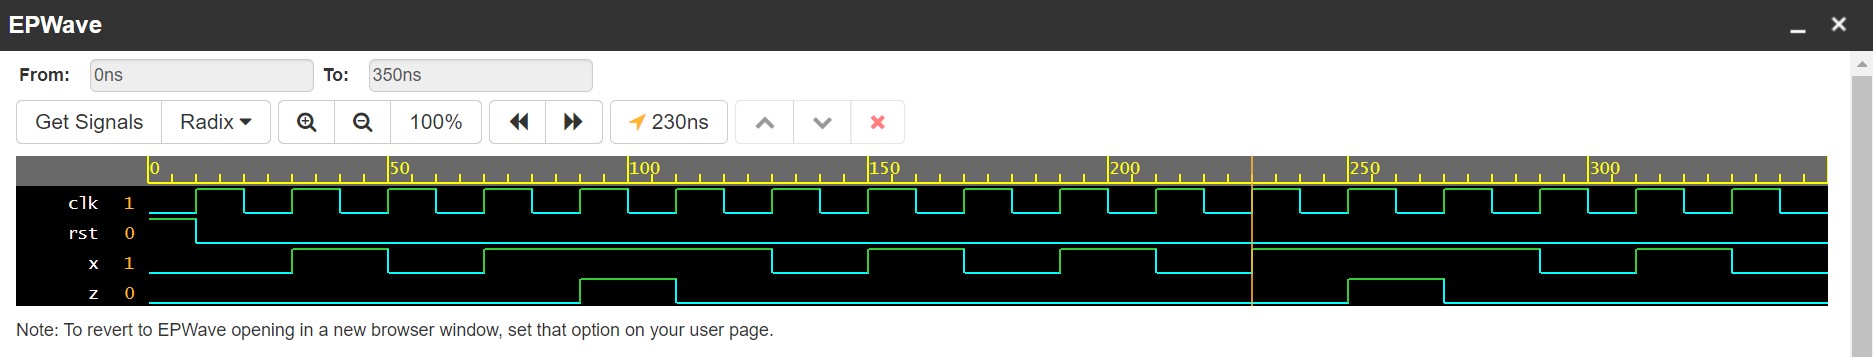 EPWave
From: 0ns To: 350ns
Get Signals Radix 100% 230ns
0 50 100 150 200 250 300
clk 1
rst 0
x 1
z 0
Note: To revert to EPWave opening in a new browser window, set that option on your user page.